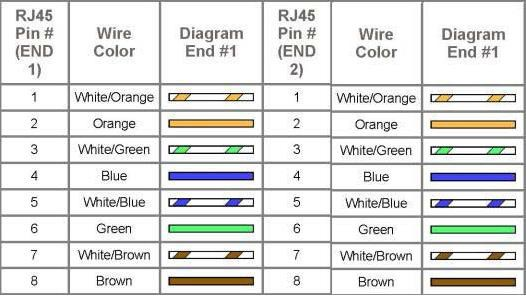 RJ45 Pin # (END 1) Wire Color Diagram End #1 RJ45 Pin # (END 2) Wire Color Diagram End #1
1 White/Orange 1 White/Orange
2 Orange 2 Orange
3 White/Green 3 White/Green
4 Blue 4 Blue
5 White/Blue 5 White/Blue
6 Green 6 Green
7 White/Brown 7 White/Brown
8 Brown 8 Brown